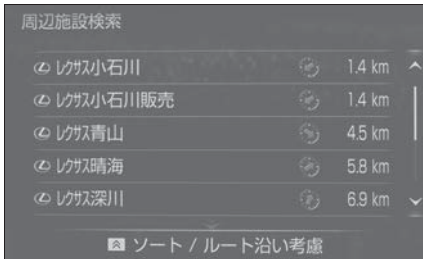 周辺施設検索
レクサス小石川 1.4 km
レクサス小石川販売 1.4 km
レクサス青山 4.5 km
レクサス晴海 5.8 km
レクサス深川 6.9 km
ソート / ルート沿い考慮